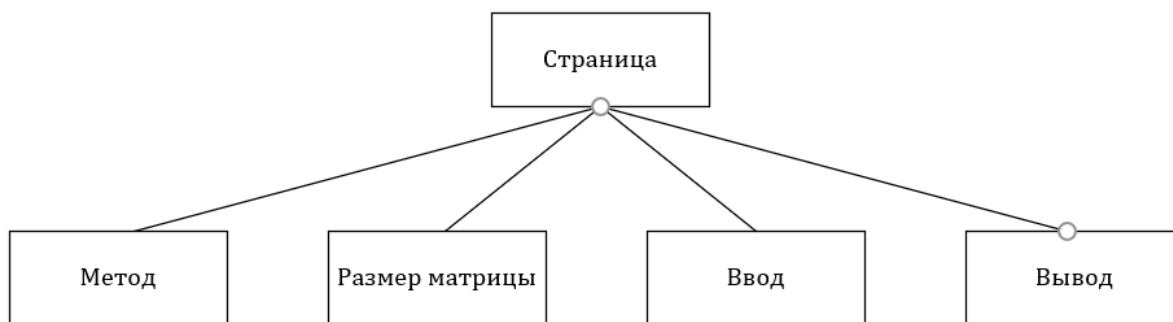 Страница
Метод
Размер матрицы
Ввод
Вывод